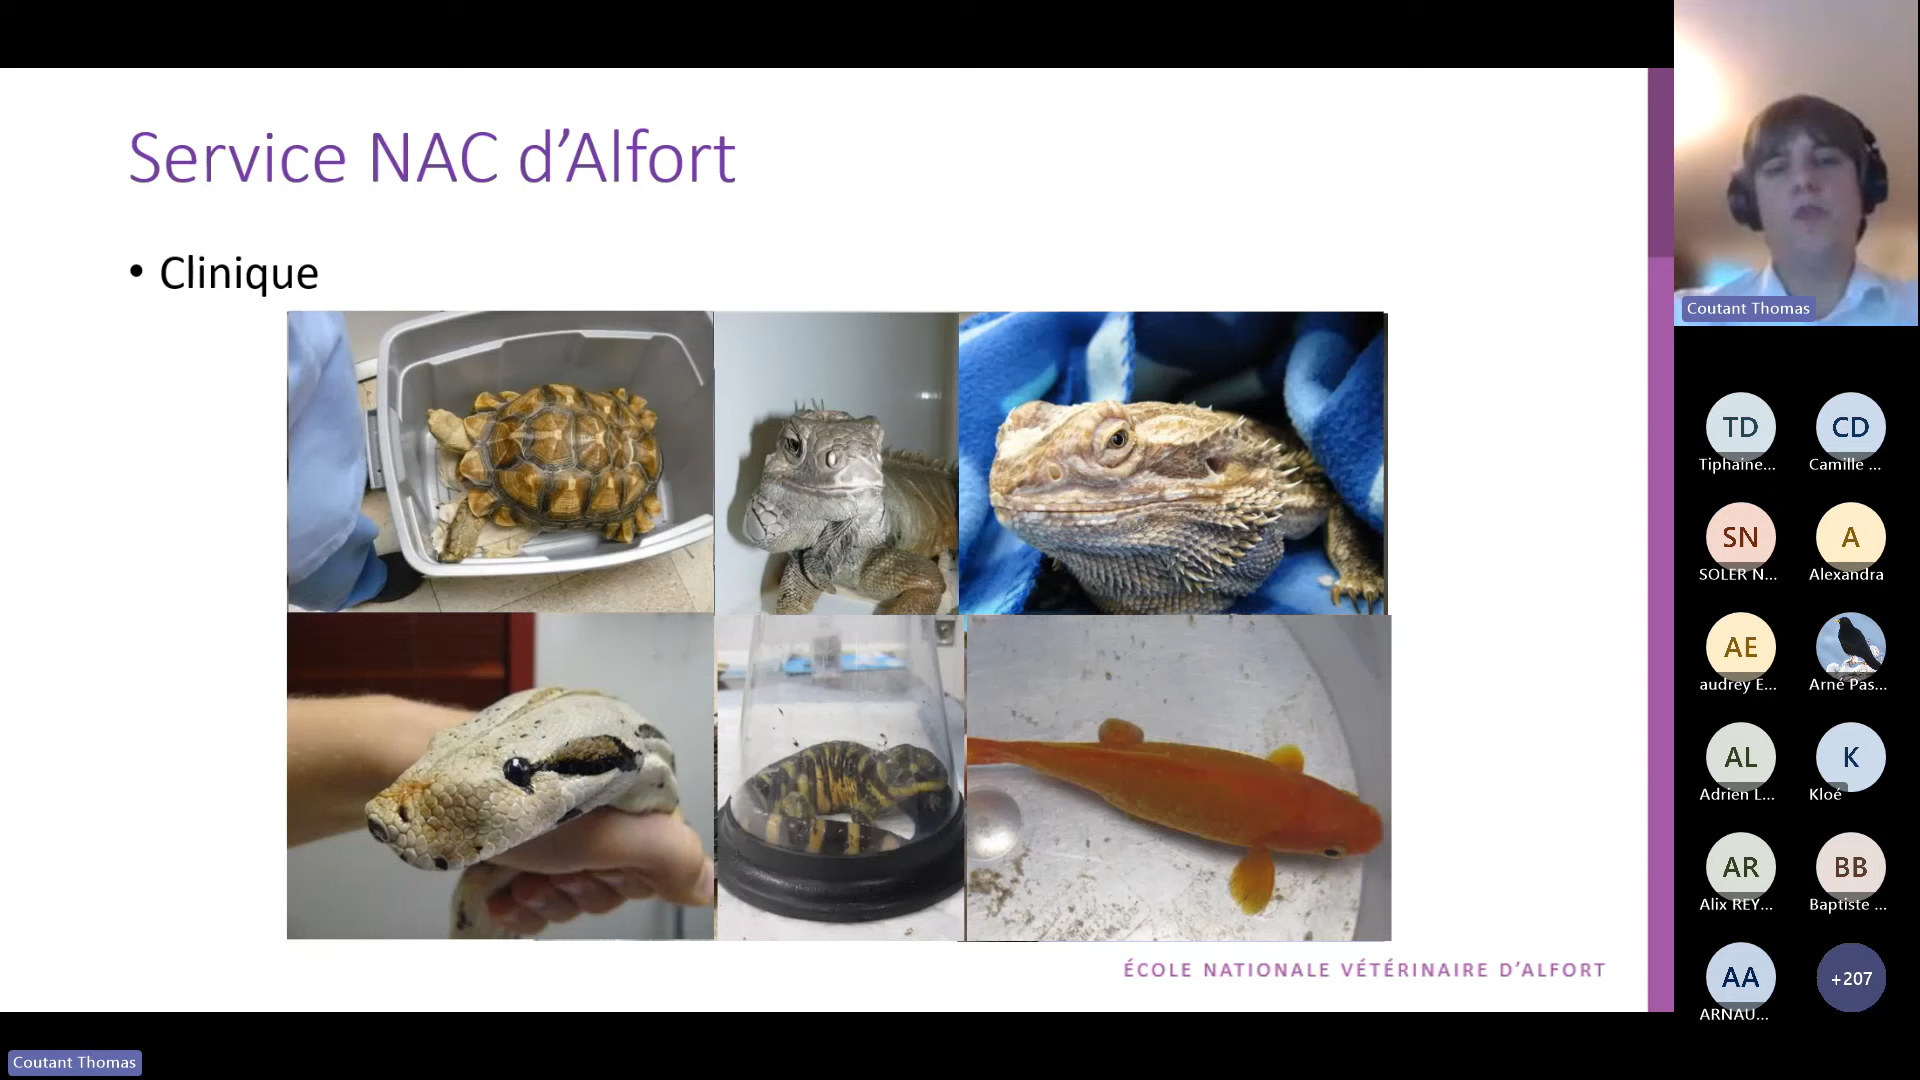 Service NAC d’Alfort
• Clinique
ÉCOLE NATIONALE VÉTÉRINAIRE D’ALFORT
Coutant Thomas
TD
CD
Tiphaine...
Camille ...
SN
A
SOLER N...
Alexandra
AE
audrey E...
Arné Pas...
AL
K
Adrien L...
Kloé
AR
BB
Alix REY...
Baptiste ...
AA
+207
ARNAU...
Coutant Thomas